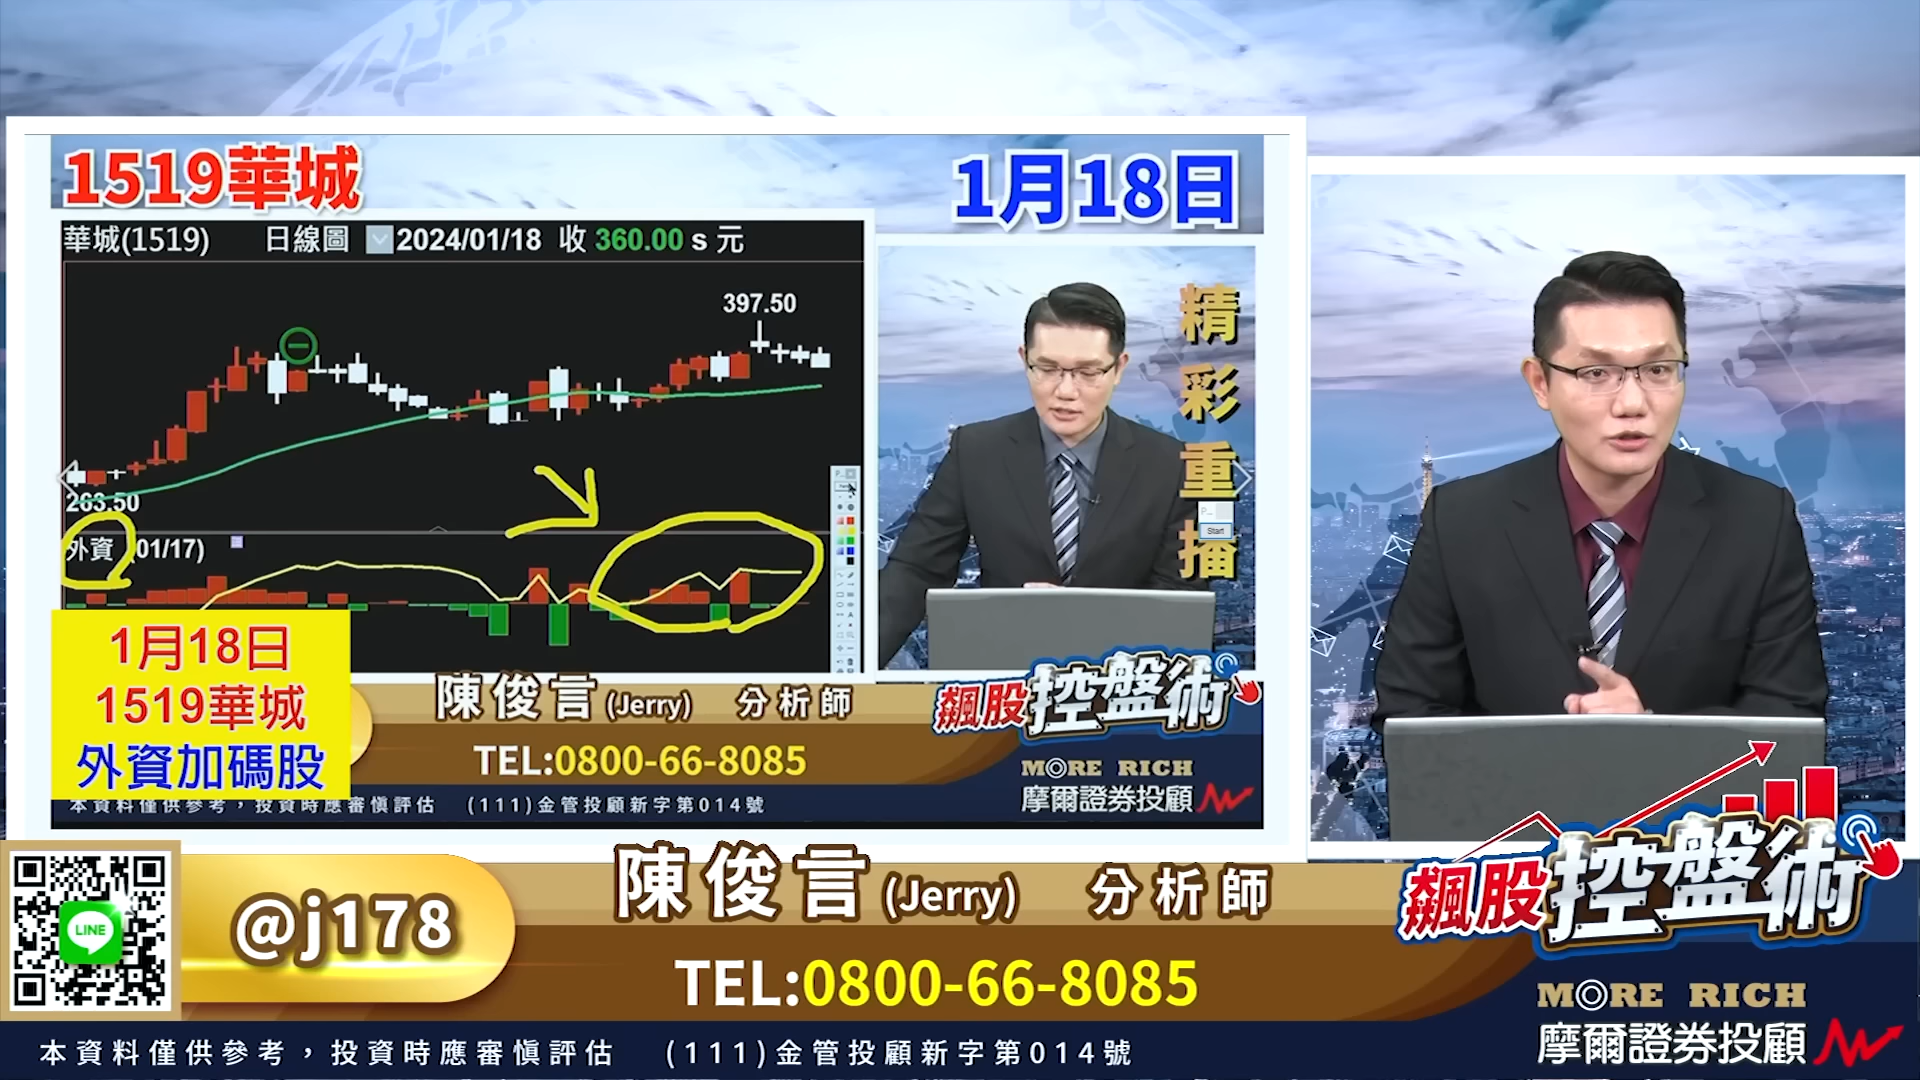 1519華城
1月18日
華城(1519) 日線圖 2024/01/18 收 360.00 s 元
397.50
263.50
外資 (01/17)
精彩重播
Start
1月18日
1519華城
外資加碼股
陳俊言(Jerry) 分析師
TEL:0800-66-8085
飆股控盤術
MORE RICH
摩爾證券投顧
本資料僅供參考，投資時應審慎評估 (111)金管投顧新字第014號
LINE
@j178
陳俊言(Jerry) 分析師
TEL:0800-66-8085
飆股控盤術
MORE RICH
摩爾證券投顧
本資料僅供參考，投資時應審慎評估 (111)金管投顧新字第014號